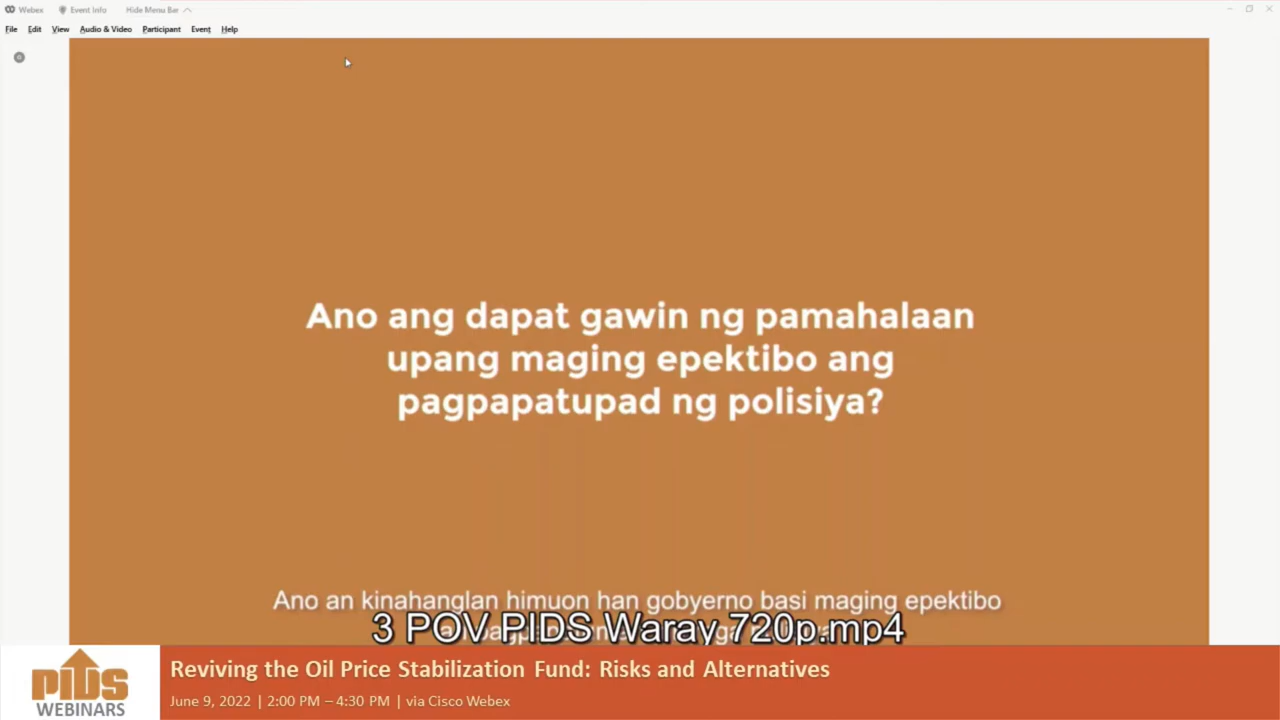 Webex Event Info Hide Menu Bar
File Edit View Audio & Video Participant Event Help
Ano ang dapat gawin ng pamahalaan
upang maging epektibo ang
pagpapatupad ng polisiya?
Ano an kinahanglan himuon han gobyerno basi maging epektibo
3 POV PIDS Waray 720p.mp4
PIDS
WEBINARS
Reviving the Oil Price Stabilization Fund: Risks and Alternatives
June 9, 2022 | 2:00 PM – 4:30 PM | via Cisco Webex